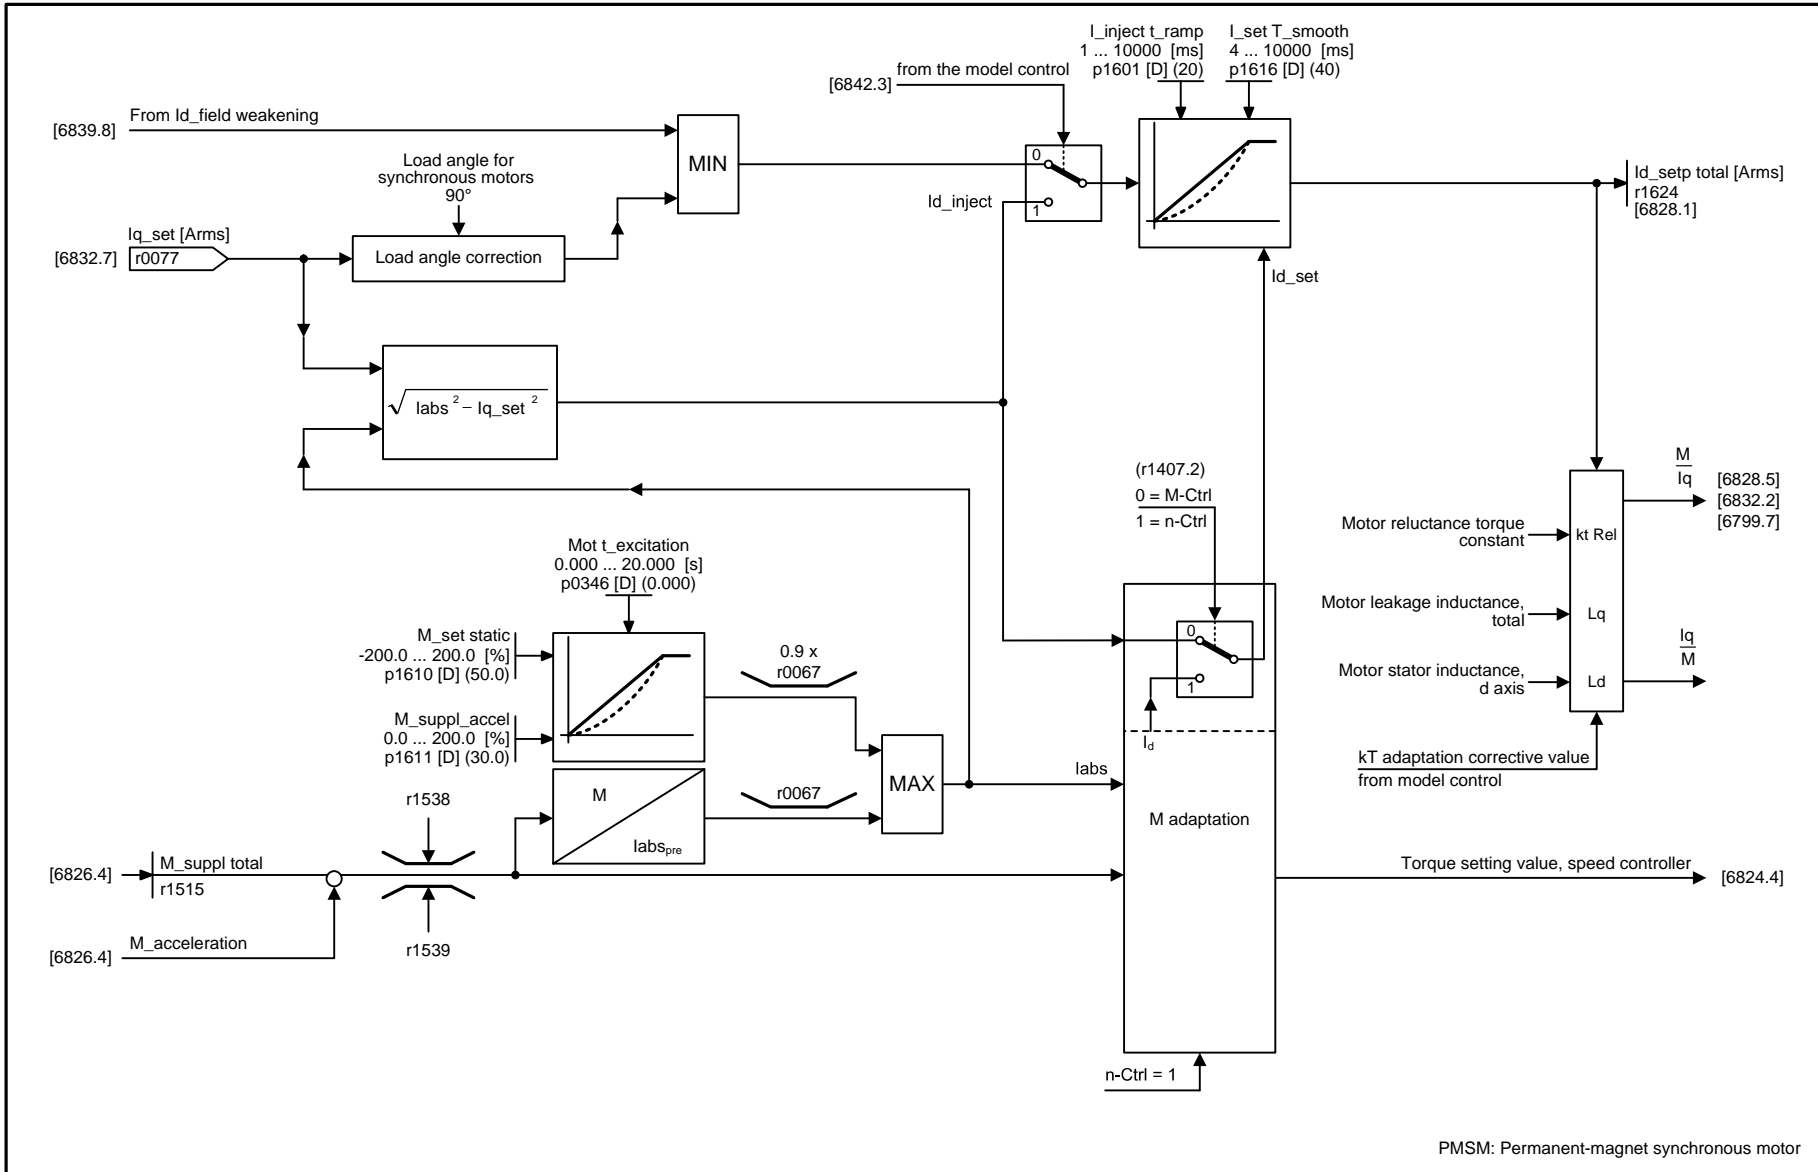 I_inject t_ramp
1 ... 10000 [ms]
p1601 [D] (20)
I_set T_smooth
4 ... 10000 [ms]
p1616 [D] (40)
from the model control
[6842.3]
From Id_field weakening
[6839.8]
Load angle for
synchronous motors
90°
MIN
0
1
Id_inject
Id_setp total [Arms]
r1624
[6828.1]
Iq_set [Arms]
[6832.7]
r0077
Load angle correction
Id_set
√ Iabs 2 – Iq_set 2
(r1407.2)
0 = M-Ctrl
1 = n-Ctrl
M
Iq
[6828.5]
[6832.2]
[6799.7]
Motor reluctance torque
constant
kt Rel
Mot t_excitation
0.000 ... 20.000 [s]
p0346 [D] (0.000)
Motor leakage inductance,
total
Lq
M_set static
-200.0 ... 200.0 [%]
p1610 [D] (50.0)
0.9 x
r0067
0
1
Iq
M
Motor stator inductance,
d axis
Ld
M_suppl_accel
0.0 ... 200.0 [%]
p1611 [D] (30.0)
Id
kT adaptation corrective value
from model control
MAX
Iabs
r1538
M
Iabspre
r0067
M adaptation
[6826.4]
M_suppl total
r1515
Torque setting value, speed controller
[6824.4]
r1539
M_acceleration
[6826.4]
n-Ctrl = 1
PMSM: Permanent-magnet synchronous motor